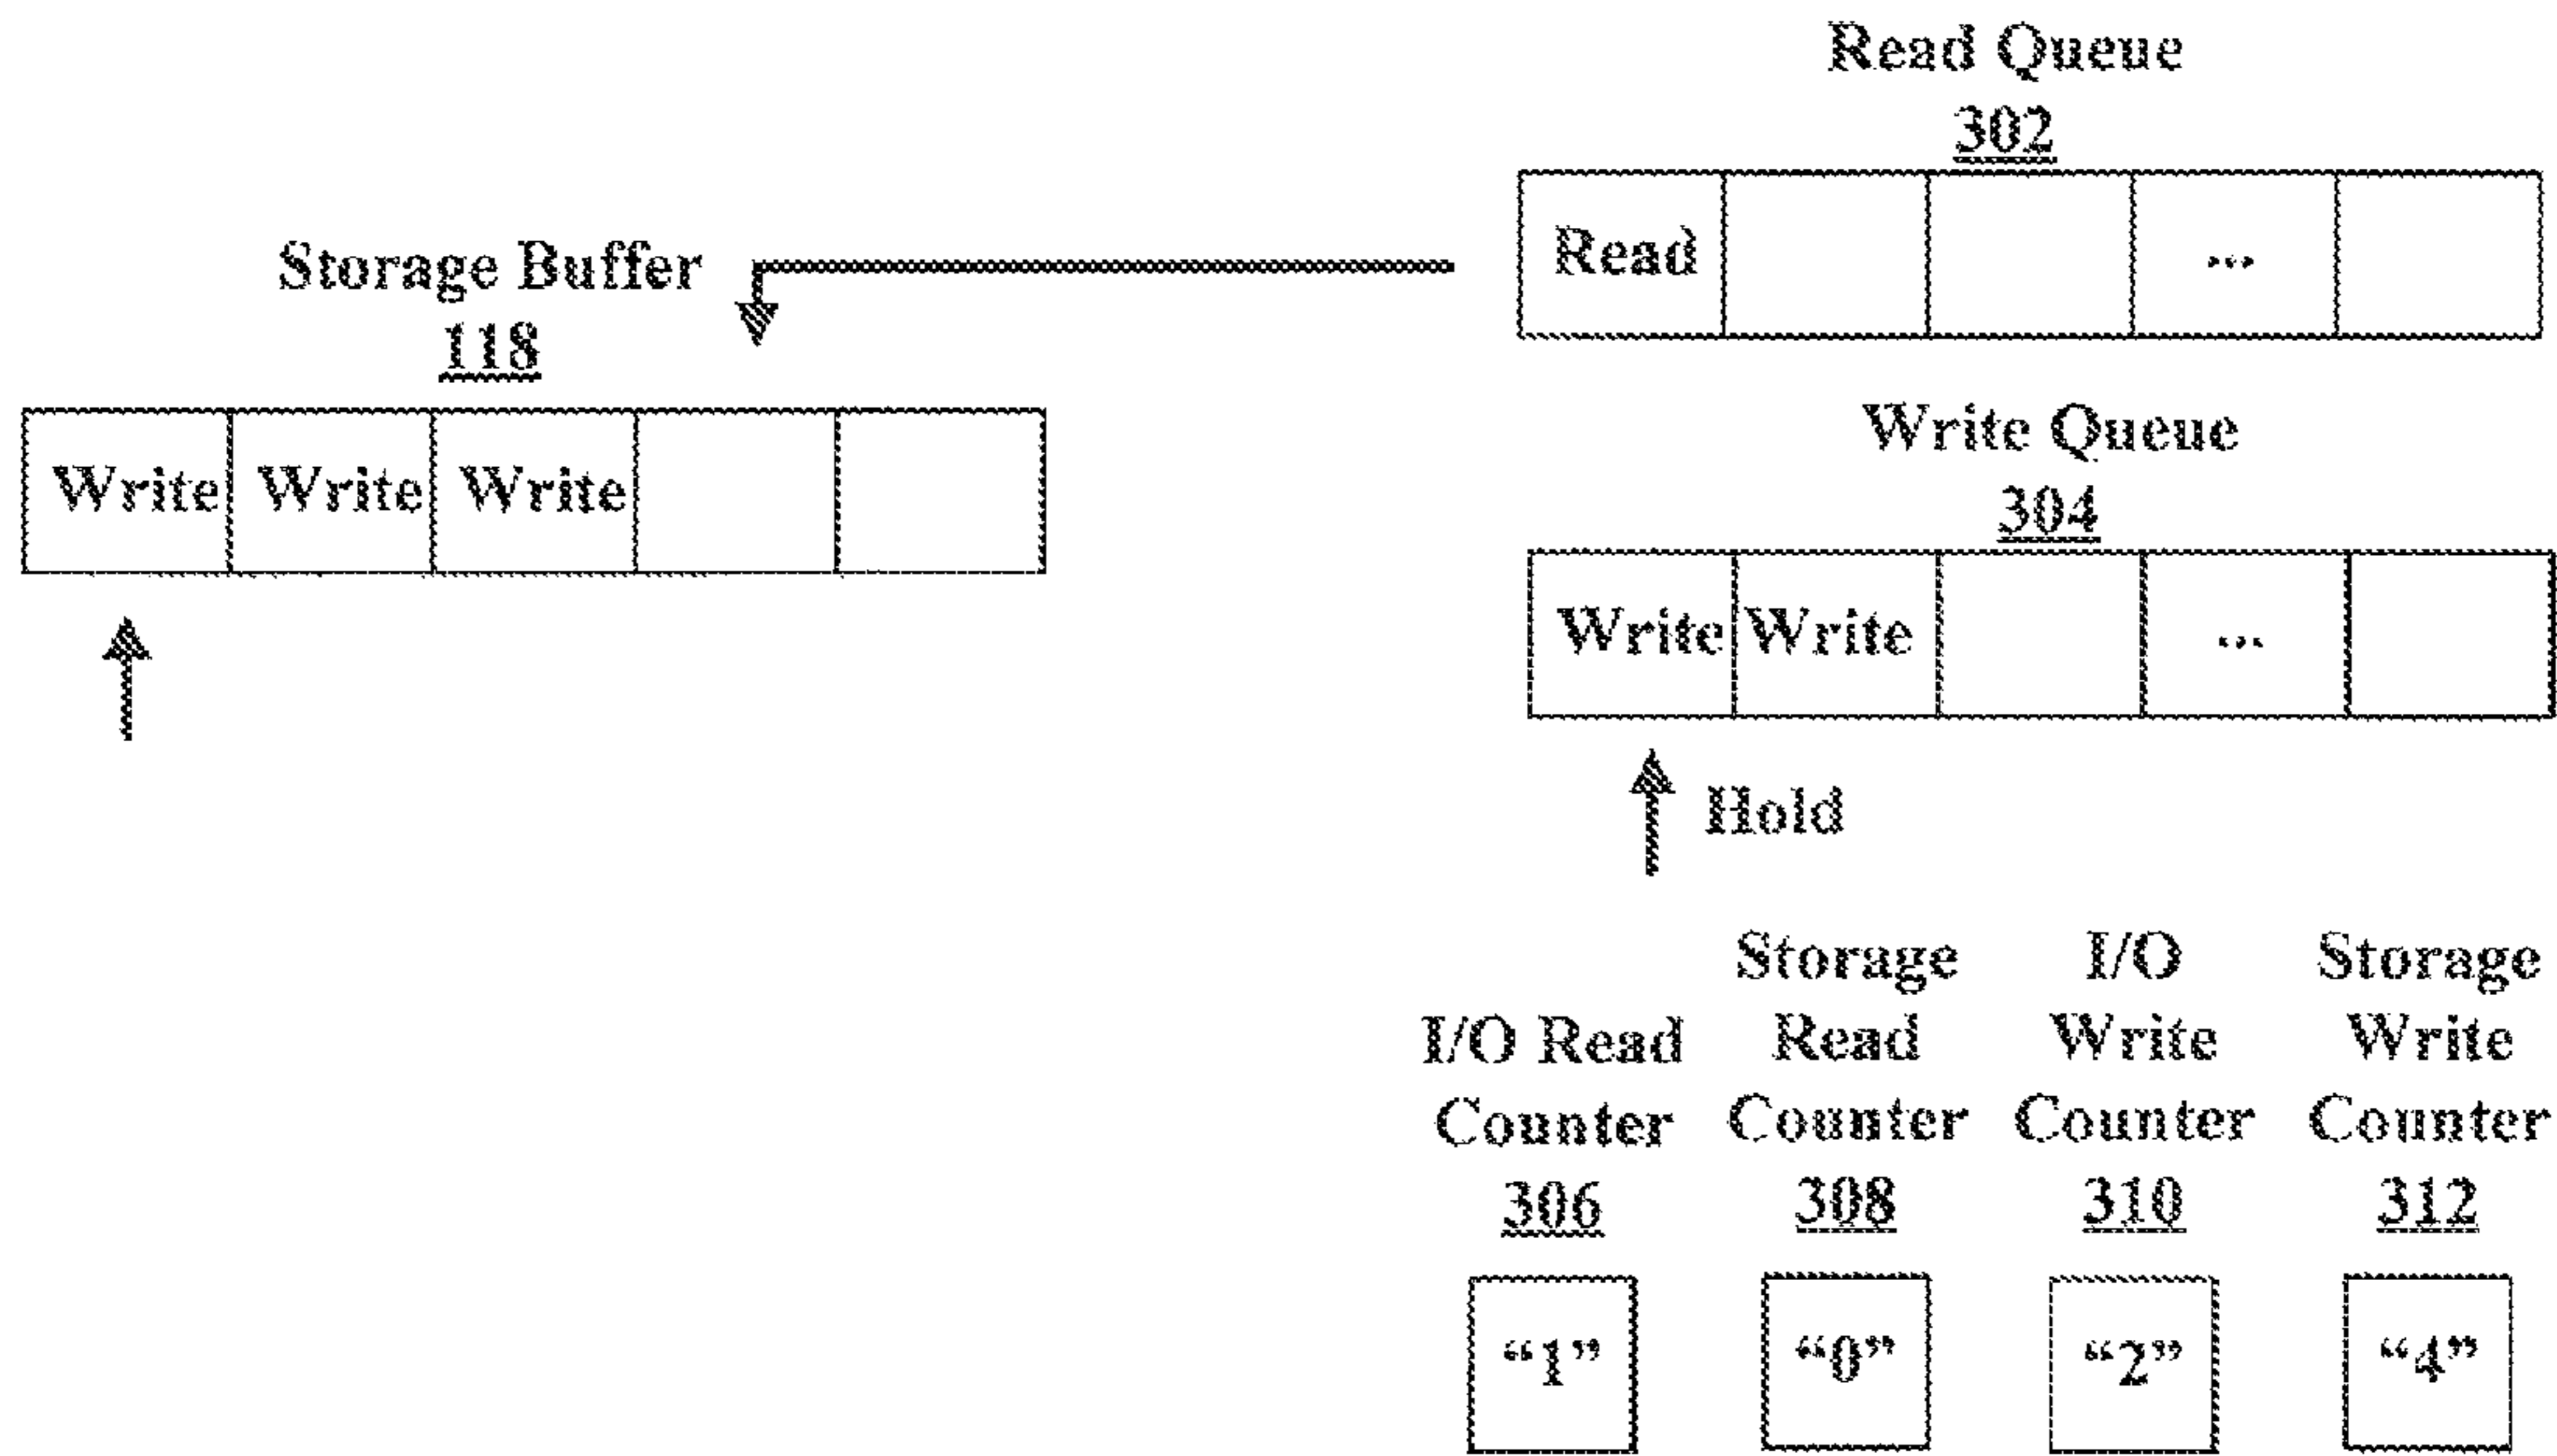 Read Queue
302
Read
...
Storage Buffer
118
Write Write Write
Write Queue
304
Write Write
...
Hold
I/O Read
Counter
306
Storage
Read
Counter
308
I/O
Write
Counter
310
Storage
Write
Counter
312
“1” “0” “2” “4”